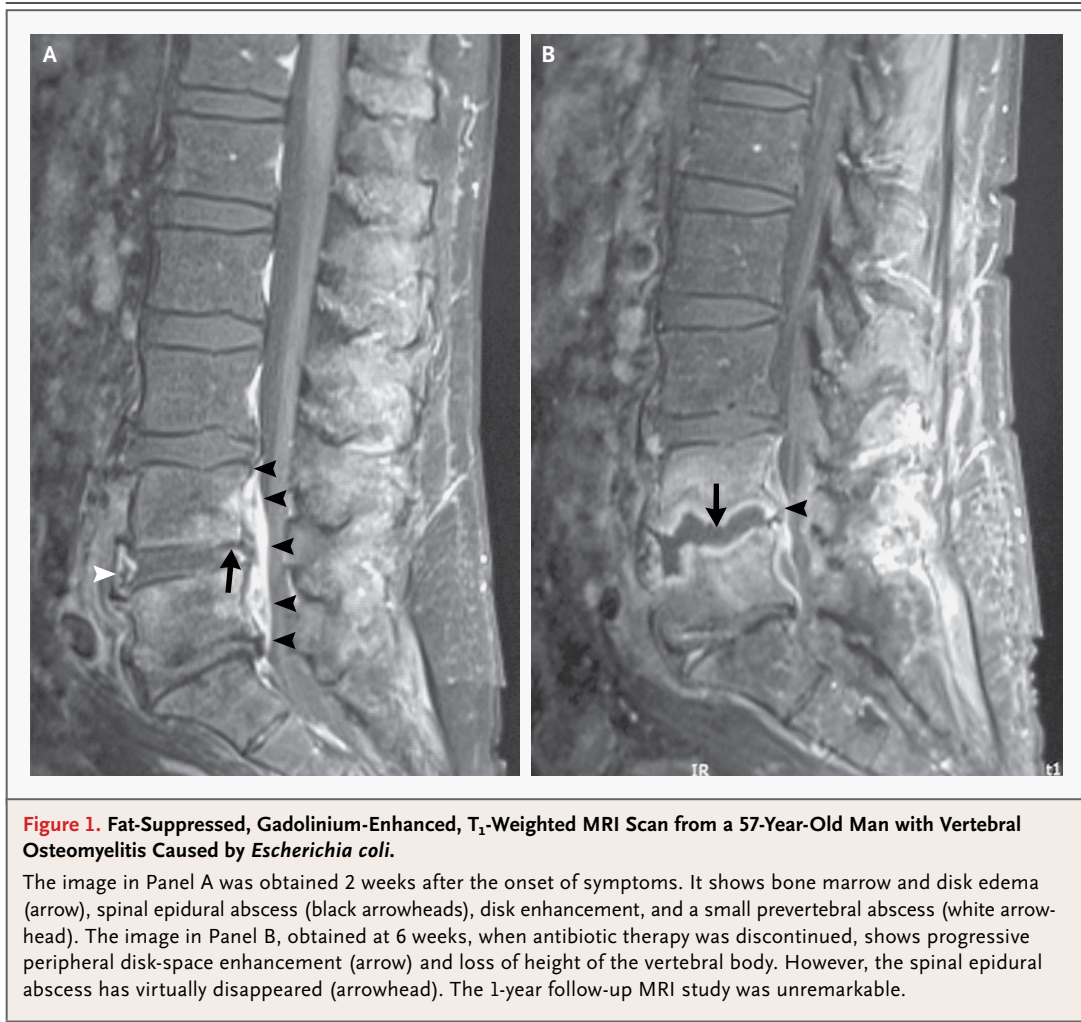 A
B
IR
t1
Figure 1. Fat-Suppressed, Gadolinium-Enhanced, T1-Weighted MRI Scan from a 57-Year-Old Man with Vertebral
Osteomyelitis Caused by Escherichia coli.
The image in Panel A was obtained 2 weeks after the onset of symptoms. It shows bone marrow and disk edema
(arrow), spinal epidural abscess (black arrowheads), disk enhancement, and a small prevertebral abscess (white arrow-
head). The image in Panel B, obtained at 6 weeks, when antibiotic therapy was discontinued, shows progressive
peripheral disk-space enhancement (arrow) and loss of height of the vertebral body. However, the spinal epidural
abscess has virtually disappeared (arrowhead). The 1-year follow-up MRI study was unremarkable.